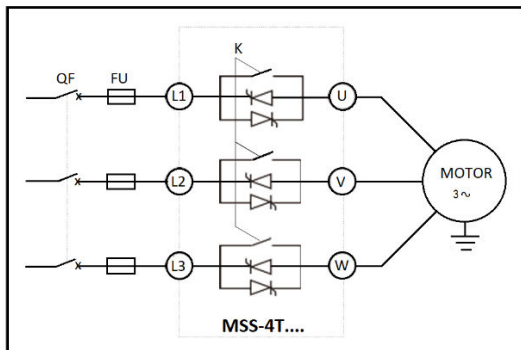 K
QF FU
L1 U
L2 V
MOTOR
3~
L3 W
MSS-4T....